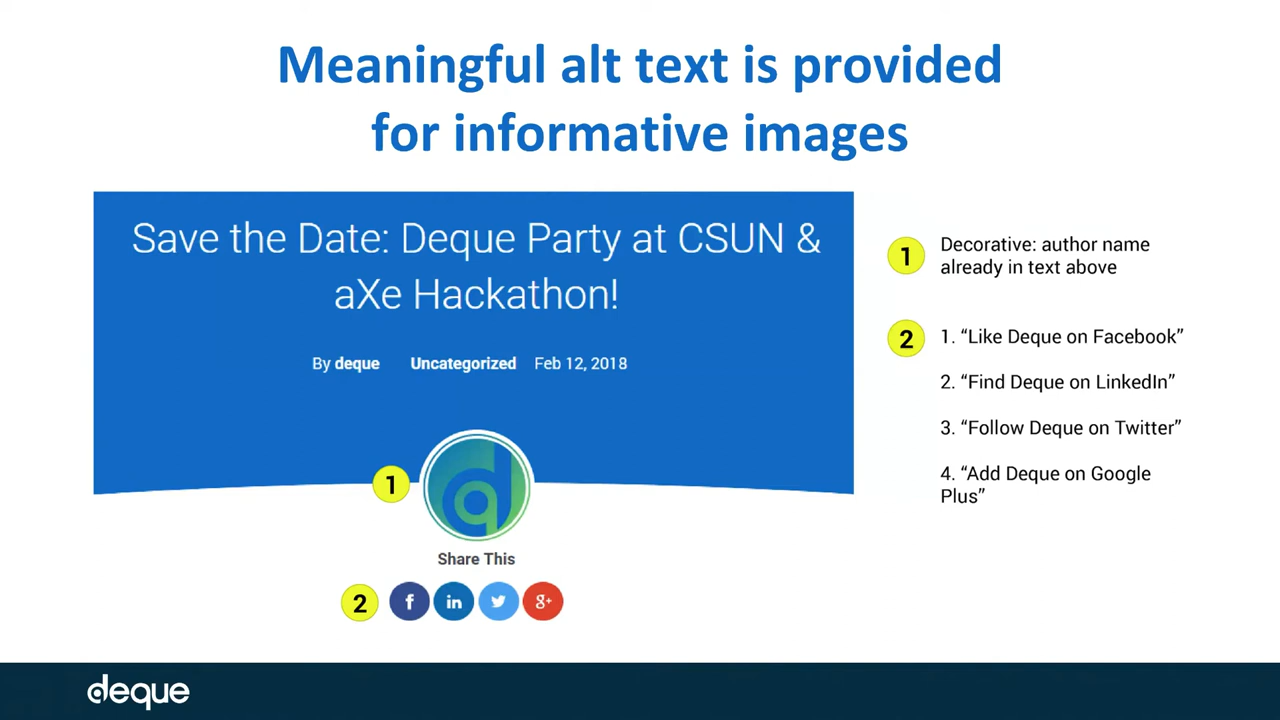 Meaningful alt text is provided
for informative images
Save the Date: Deque Party at CSUN &
aXe Hackathon!
By deque Uncategorized Feb 12, 2018
1
Share This
2
f in g+
1
Decorative: author name
already in text above
2
1. “Like Deque on Facebook”
2. “Find Deque on LinkedIn”
3. “Follow Deque on Twitter”
4. “Add Deque on Google
Plus”
deque